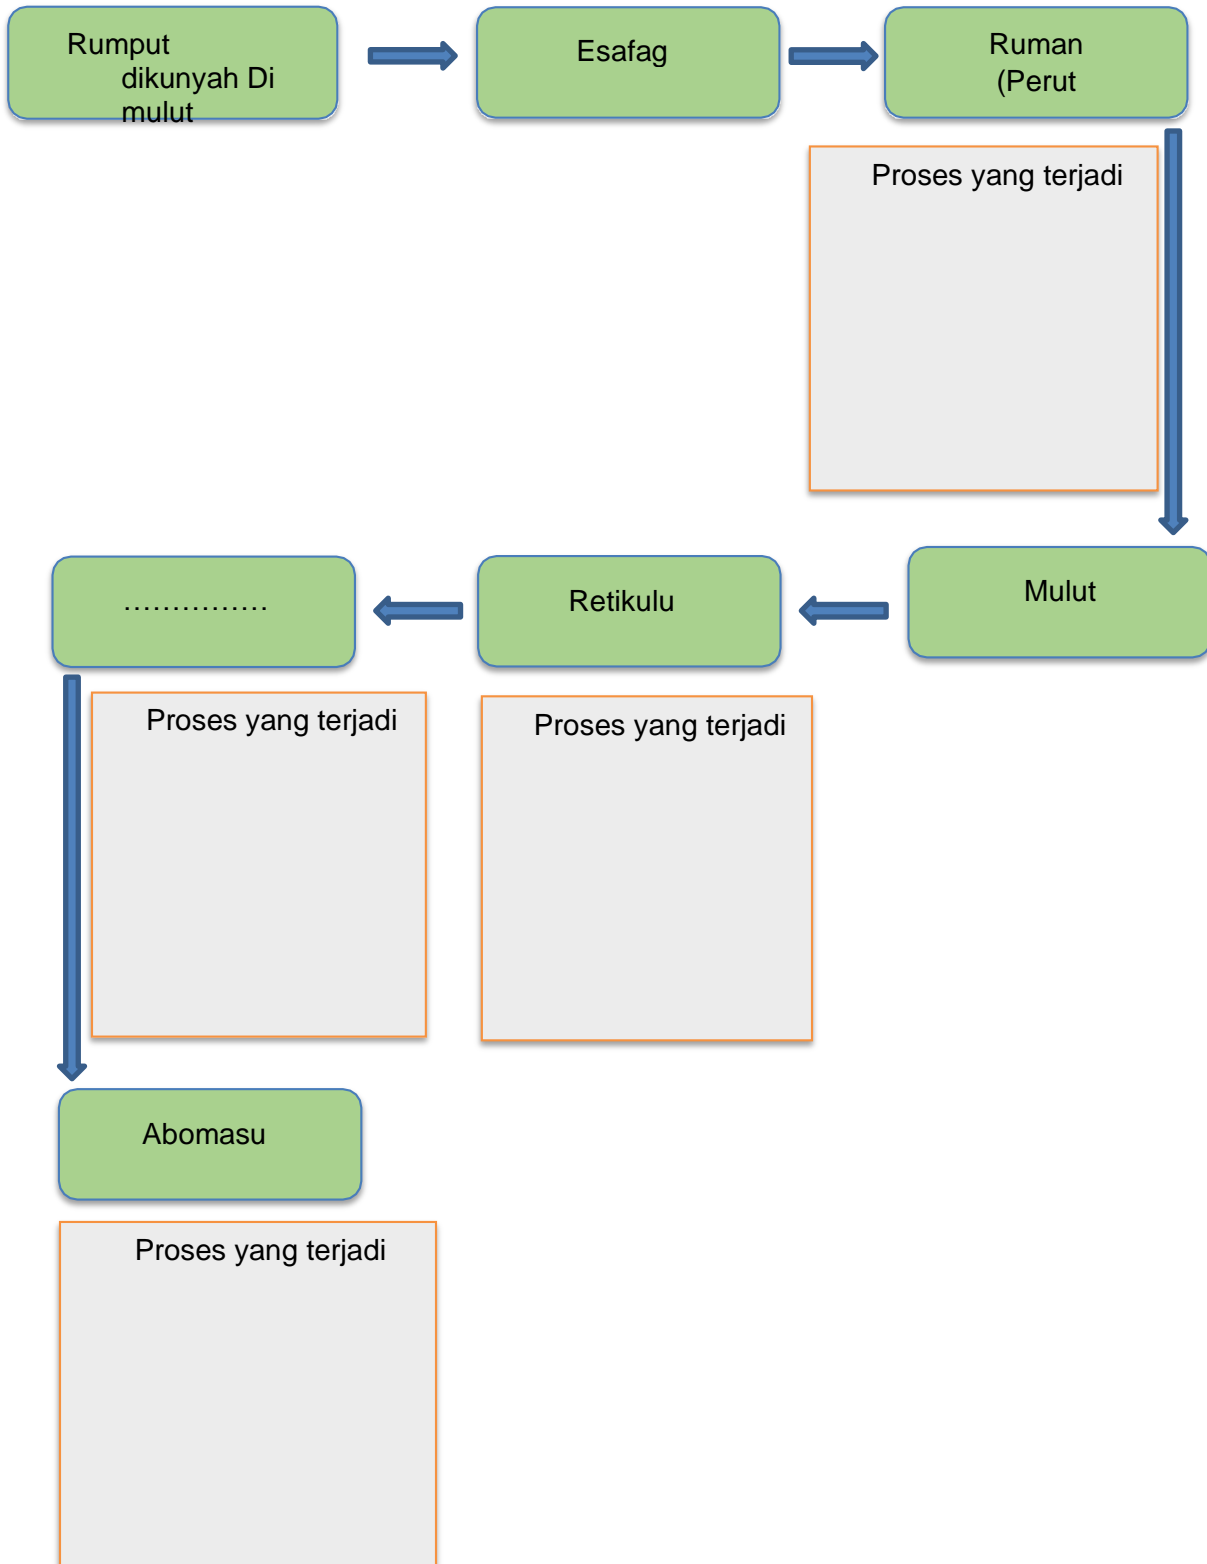 Rumput
dikunyah Di
mulut
Esafag
Ruman
(Perut
Proses yang terjadi
Mulut
Retikulu
……………
Proses yang terjadi
Proses yang terjadi
Abomasu
Proses yang terjadi